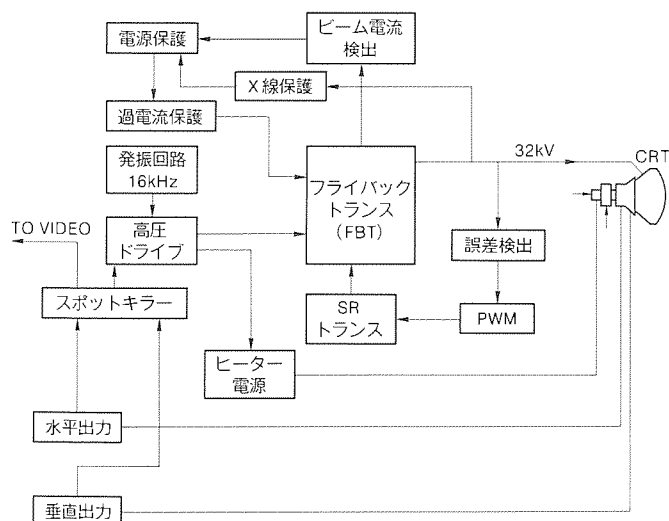 電源保護
ビーム電流
検出
X線保護
過電流保護
32kV
CRT
発振回路
16kHz
フライバック
トランス
(FBT)
TO VIDEO
高圧
ドライブ
誤差検出
スポットキラー
SR
トランス
PWM
ヒーター
電源
水平出力
垂直出力